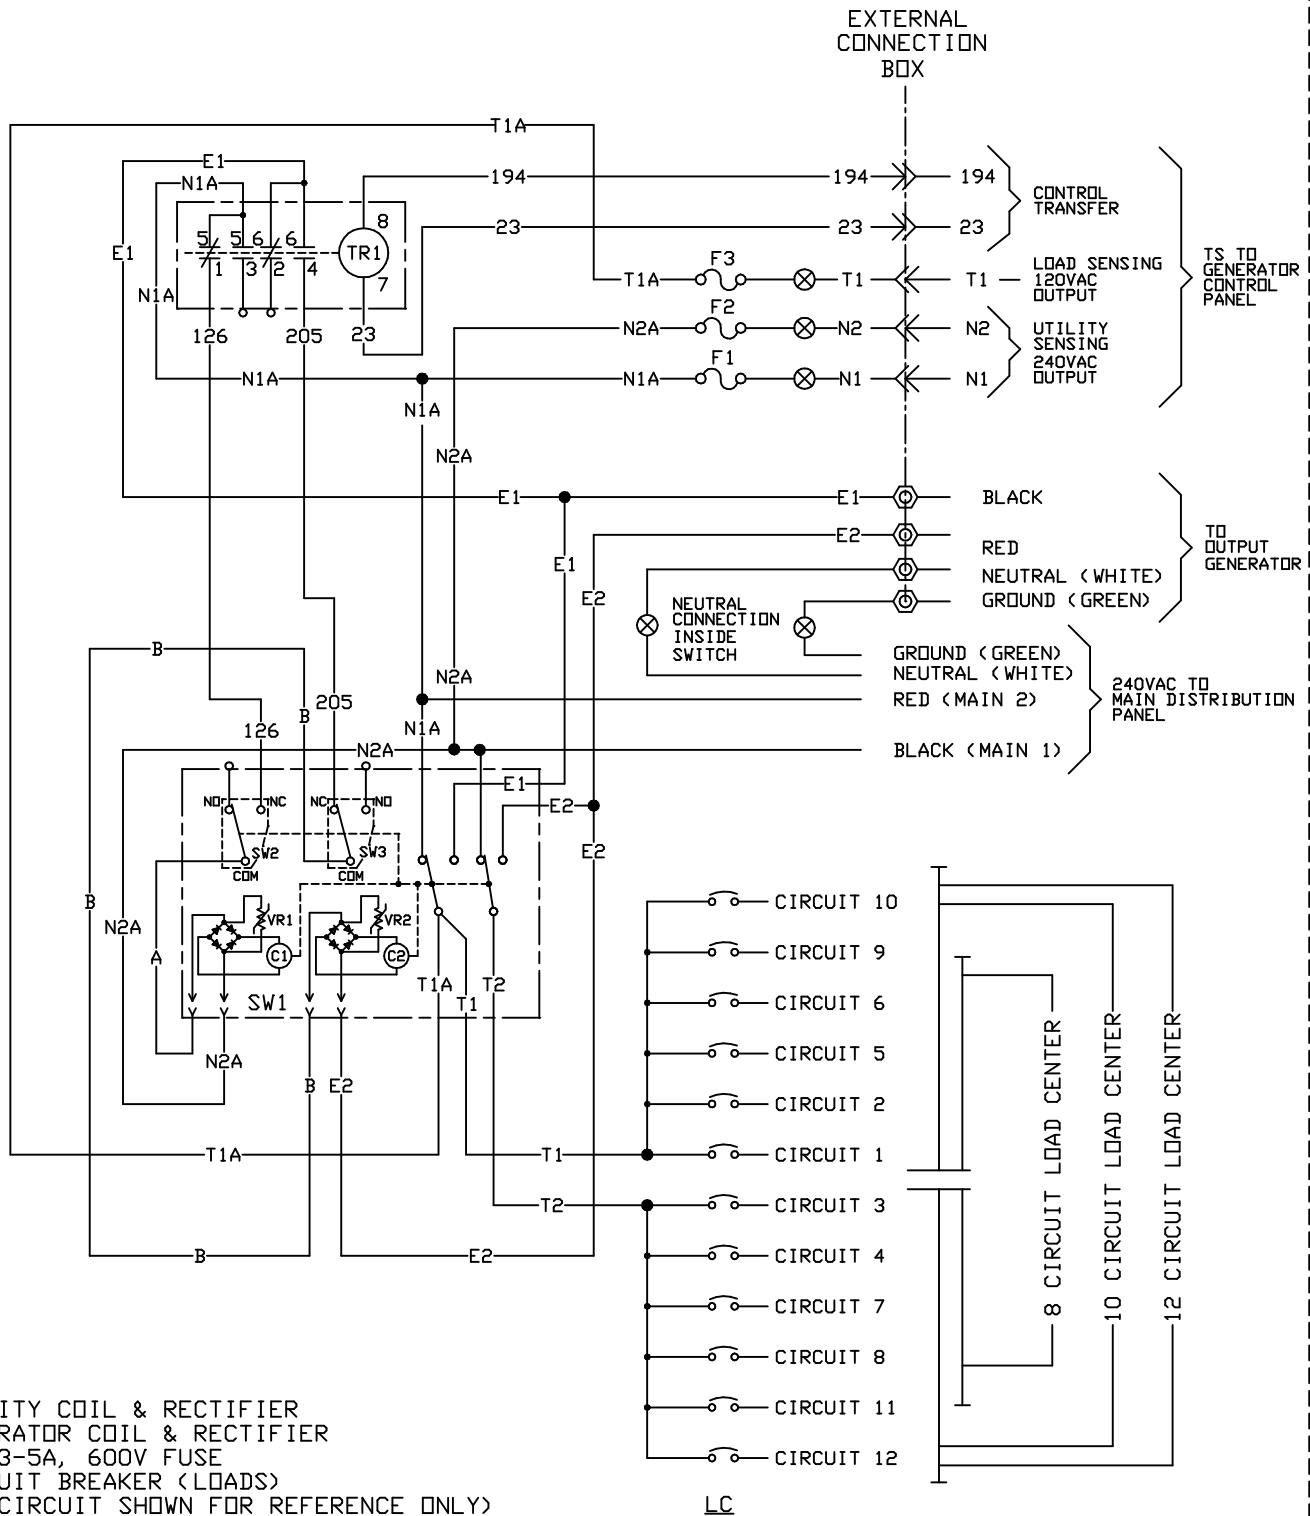 EXTERNAL
CONNECTION
BOX
T1A
E1
N1A
194
194
194
CONTROL
TRANSFER
8
5
5
6
6
TR1
1
3
2
4
7
E1
23
23
23
TS TO
GENERATOR
CONTROL
PANEL
F3
T1A
T1
T1
LOAD SENSING
120VAC
OUTPUT
N1A
126
205
23
F2
N2A
N2
N2
UTILITY
SENSING
240VAC
OUTPUT
F1
N1A
N1A
N1
N1
N1A
N2A
E1
E1
BLACK
E2
RED
TO
OUTPUT
GENERATOR
E1
NEUTRAL (WHITE)
E2
GROUND (GREEN)
NEUTRAL
CONNECTION
INSIDE
SWITCH
B
GROUND (GREEN)
NEUTRAL (WHITE)
N2A
205
B
RED (MAIN 2)
240VAC TO
MAIN DISTRIBUTION
PANEL
126
N1A
N2A
BLACK (MAIN 1)
E1
NO
NC
NC
NO
E2
SW2
SW3
COM
COM
E2
B
N2A
A
VR1
VR2
C1
C2
T1A
T1
T2
SW1
N2A
B
E2
CIRCUIT 10
CIRCUIT 9
CIRCUIT 6
CIRCUIT 5
CIRCUIT 2
T1A
T1
CIRCUIT 1
T2
CIRCUIT 3
B
E2
CIRCUIT 4
CIRCUIT 7
CIRCUIT 8
CIRCUIT 11
CIRCUIT 12
8 CIRCUIT LOAD CENTER
10 CIRCUIT LOAD CENTER
12 CIRCUIT LOAD CENTER
ITY COIL & RECTIFIER
RATOR COIL & RECTIFIER
3-5A, 600V FUSE
UIT BREAKER (LOADS)
CIRCUIT SHOWN FOR REFERENCE ONLY)
LC